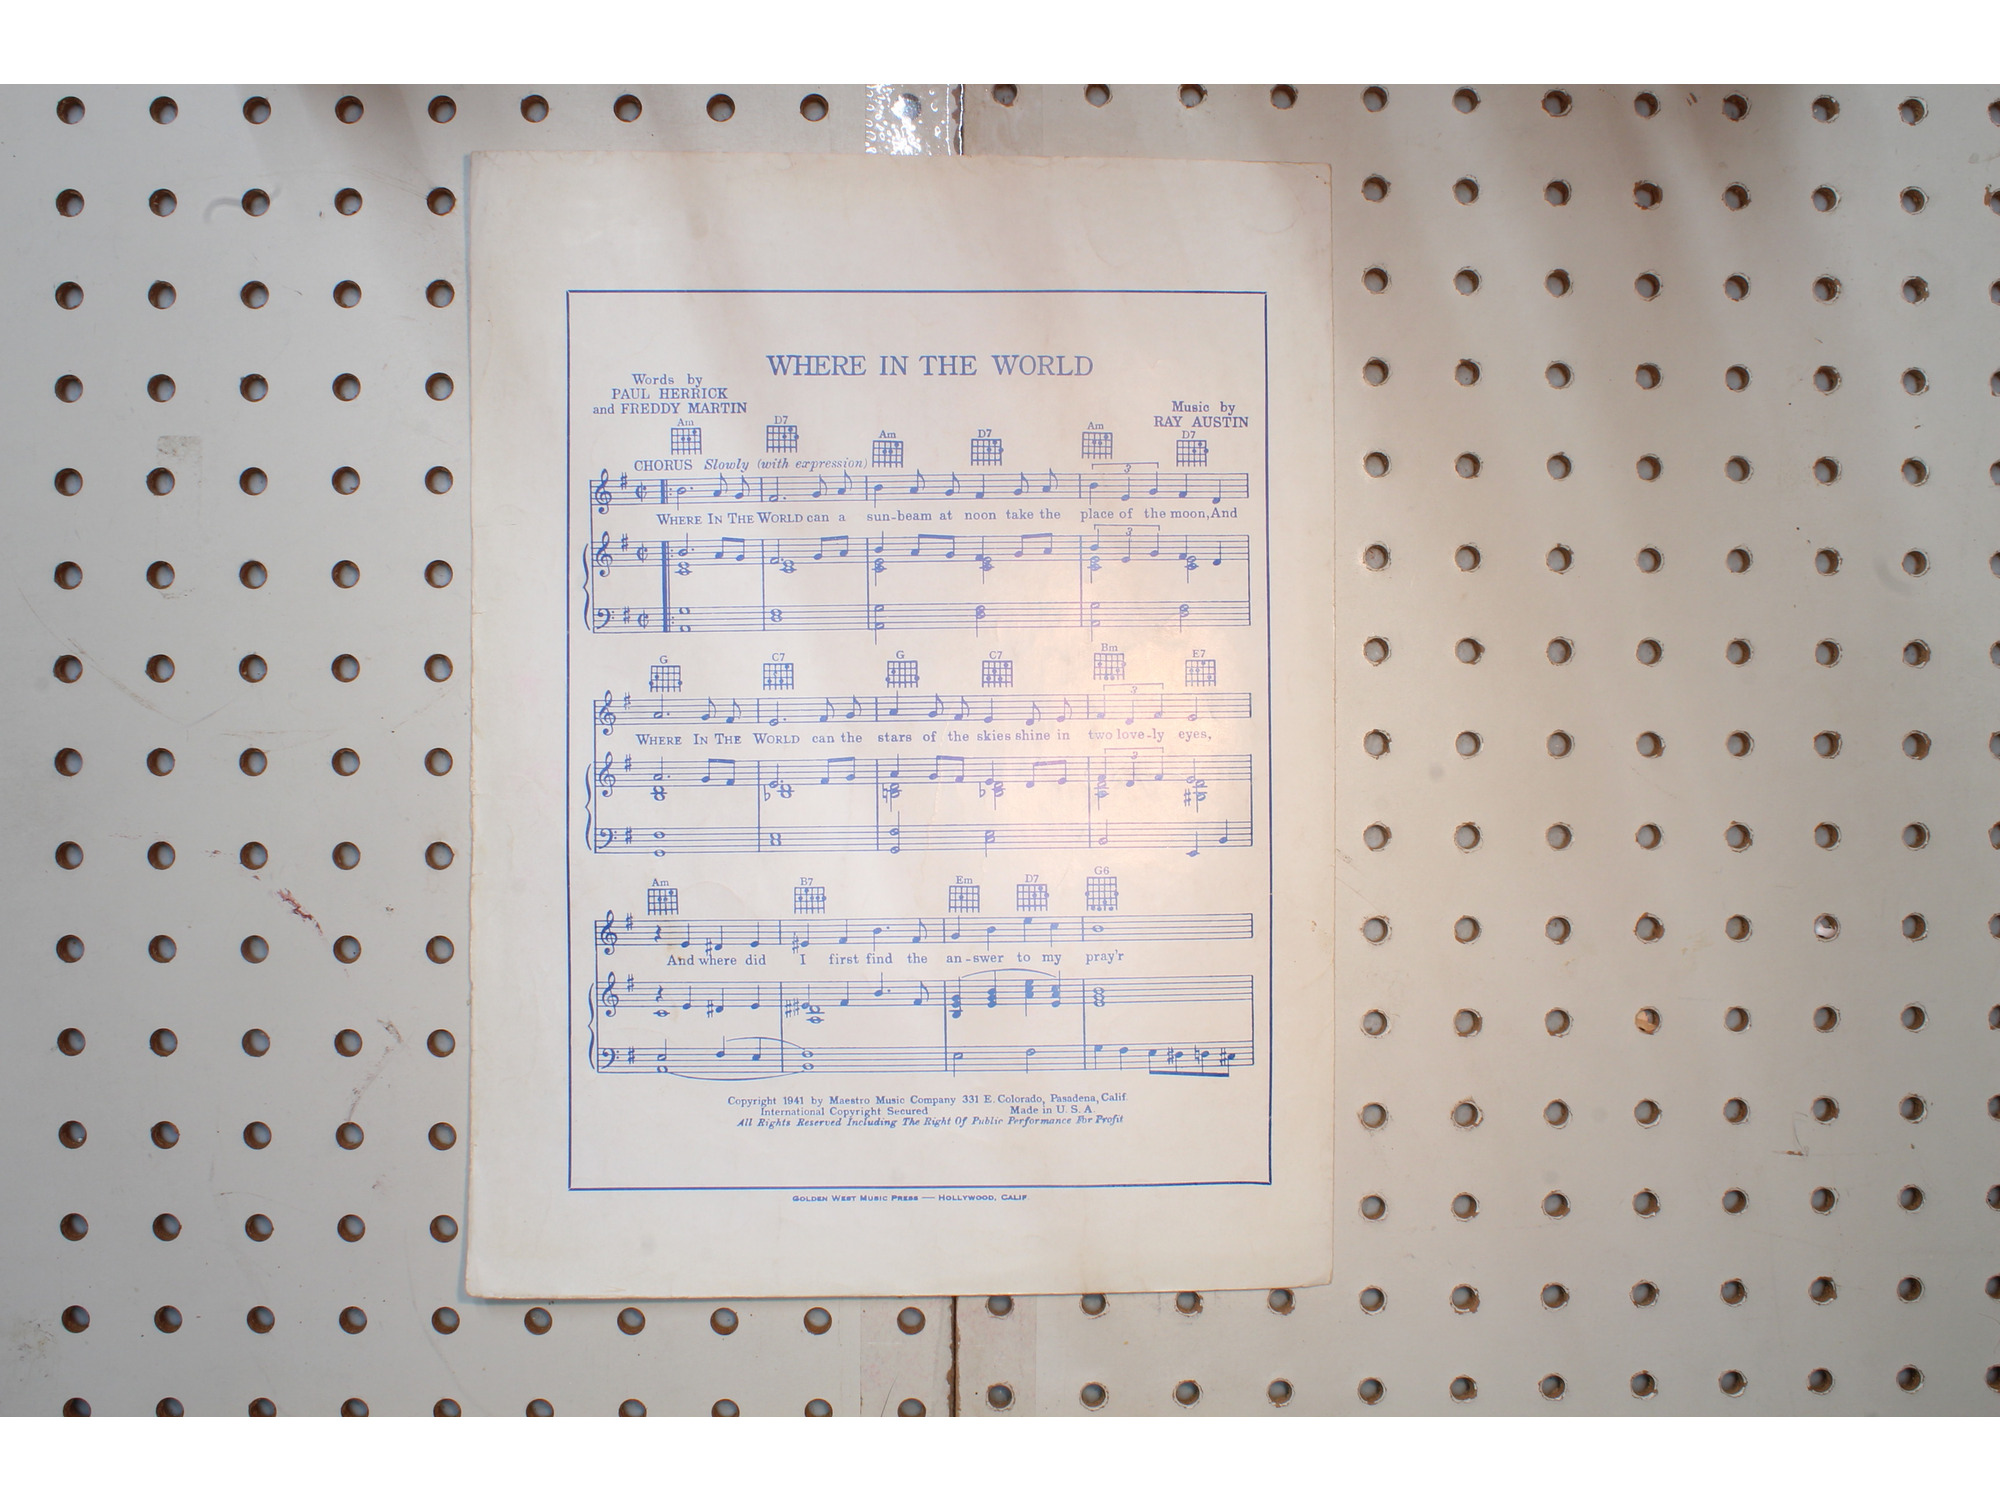 WHERE IN THE WORLD
Words by
PAUL HERRICK
and FREDDY MARTIN
Music by
RAY AUSTIN
Am D7 Am D7 Am D7
CHORUS Slowly (with expression)
3
WHERE IN THE WORLD can a sun-beam at noon take the place of the moon, And
3
G C7 G C7 Bm E7
3
WHERE IN THE WORLD can the stars of the skies shine in two love-ly eyes,
3
Am B7 Em D7 G6
And where did I first find the an-swer to my pray'r
Copyright 1941 by Maestro Music Company 331 E. Colorado, Pasadena, Calif.
International Copyright Secured Made in U. S. A.
All Rights Reserved Including The Right Of Public Performance For Profit
GOLDEN WEST MUSIC PRESS — HOLLYWOOD, CALIF